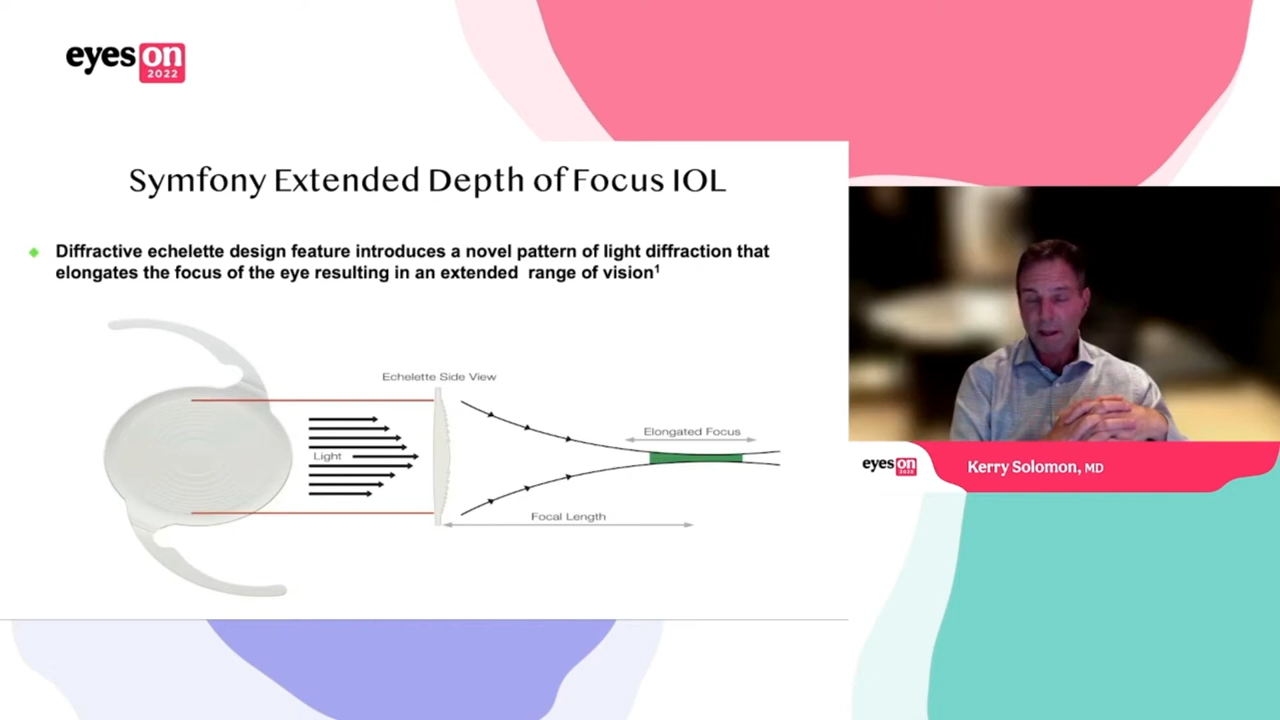 eyes on
2022
Symfony Extended Depth of Focus IOL
Diffractive echelette design feature introduces a novel pattern of light diffraction that
elongates the focus of the eye resulting in an extended range of vision1
Echelette Side View
Light
Elongated Focus
Focal Length
eyes on
2022
Kerry Solomon, MD